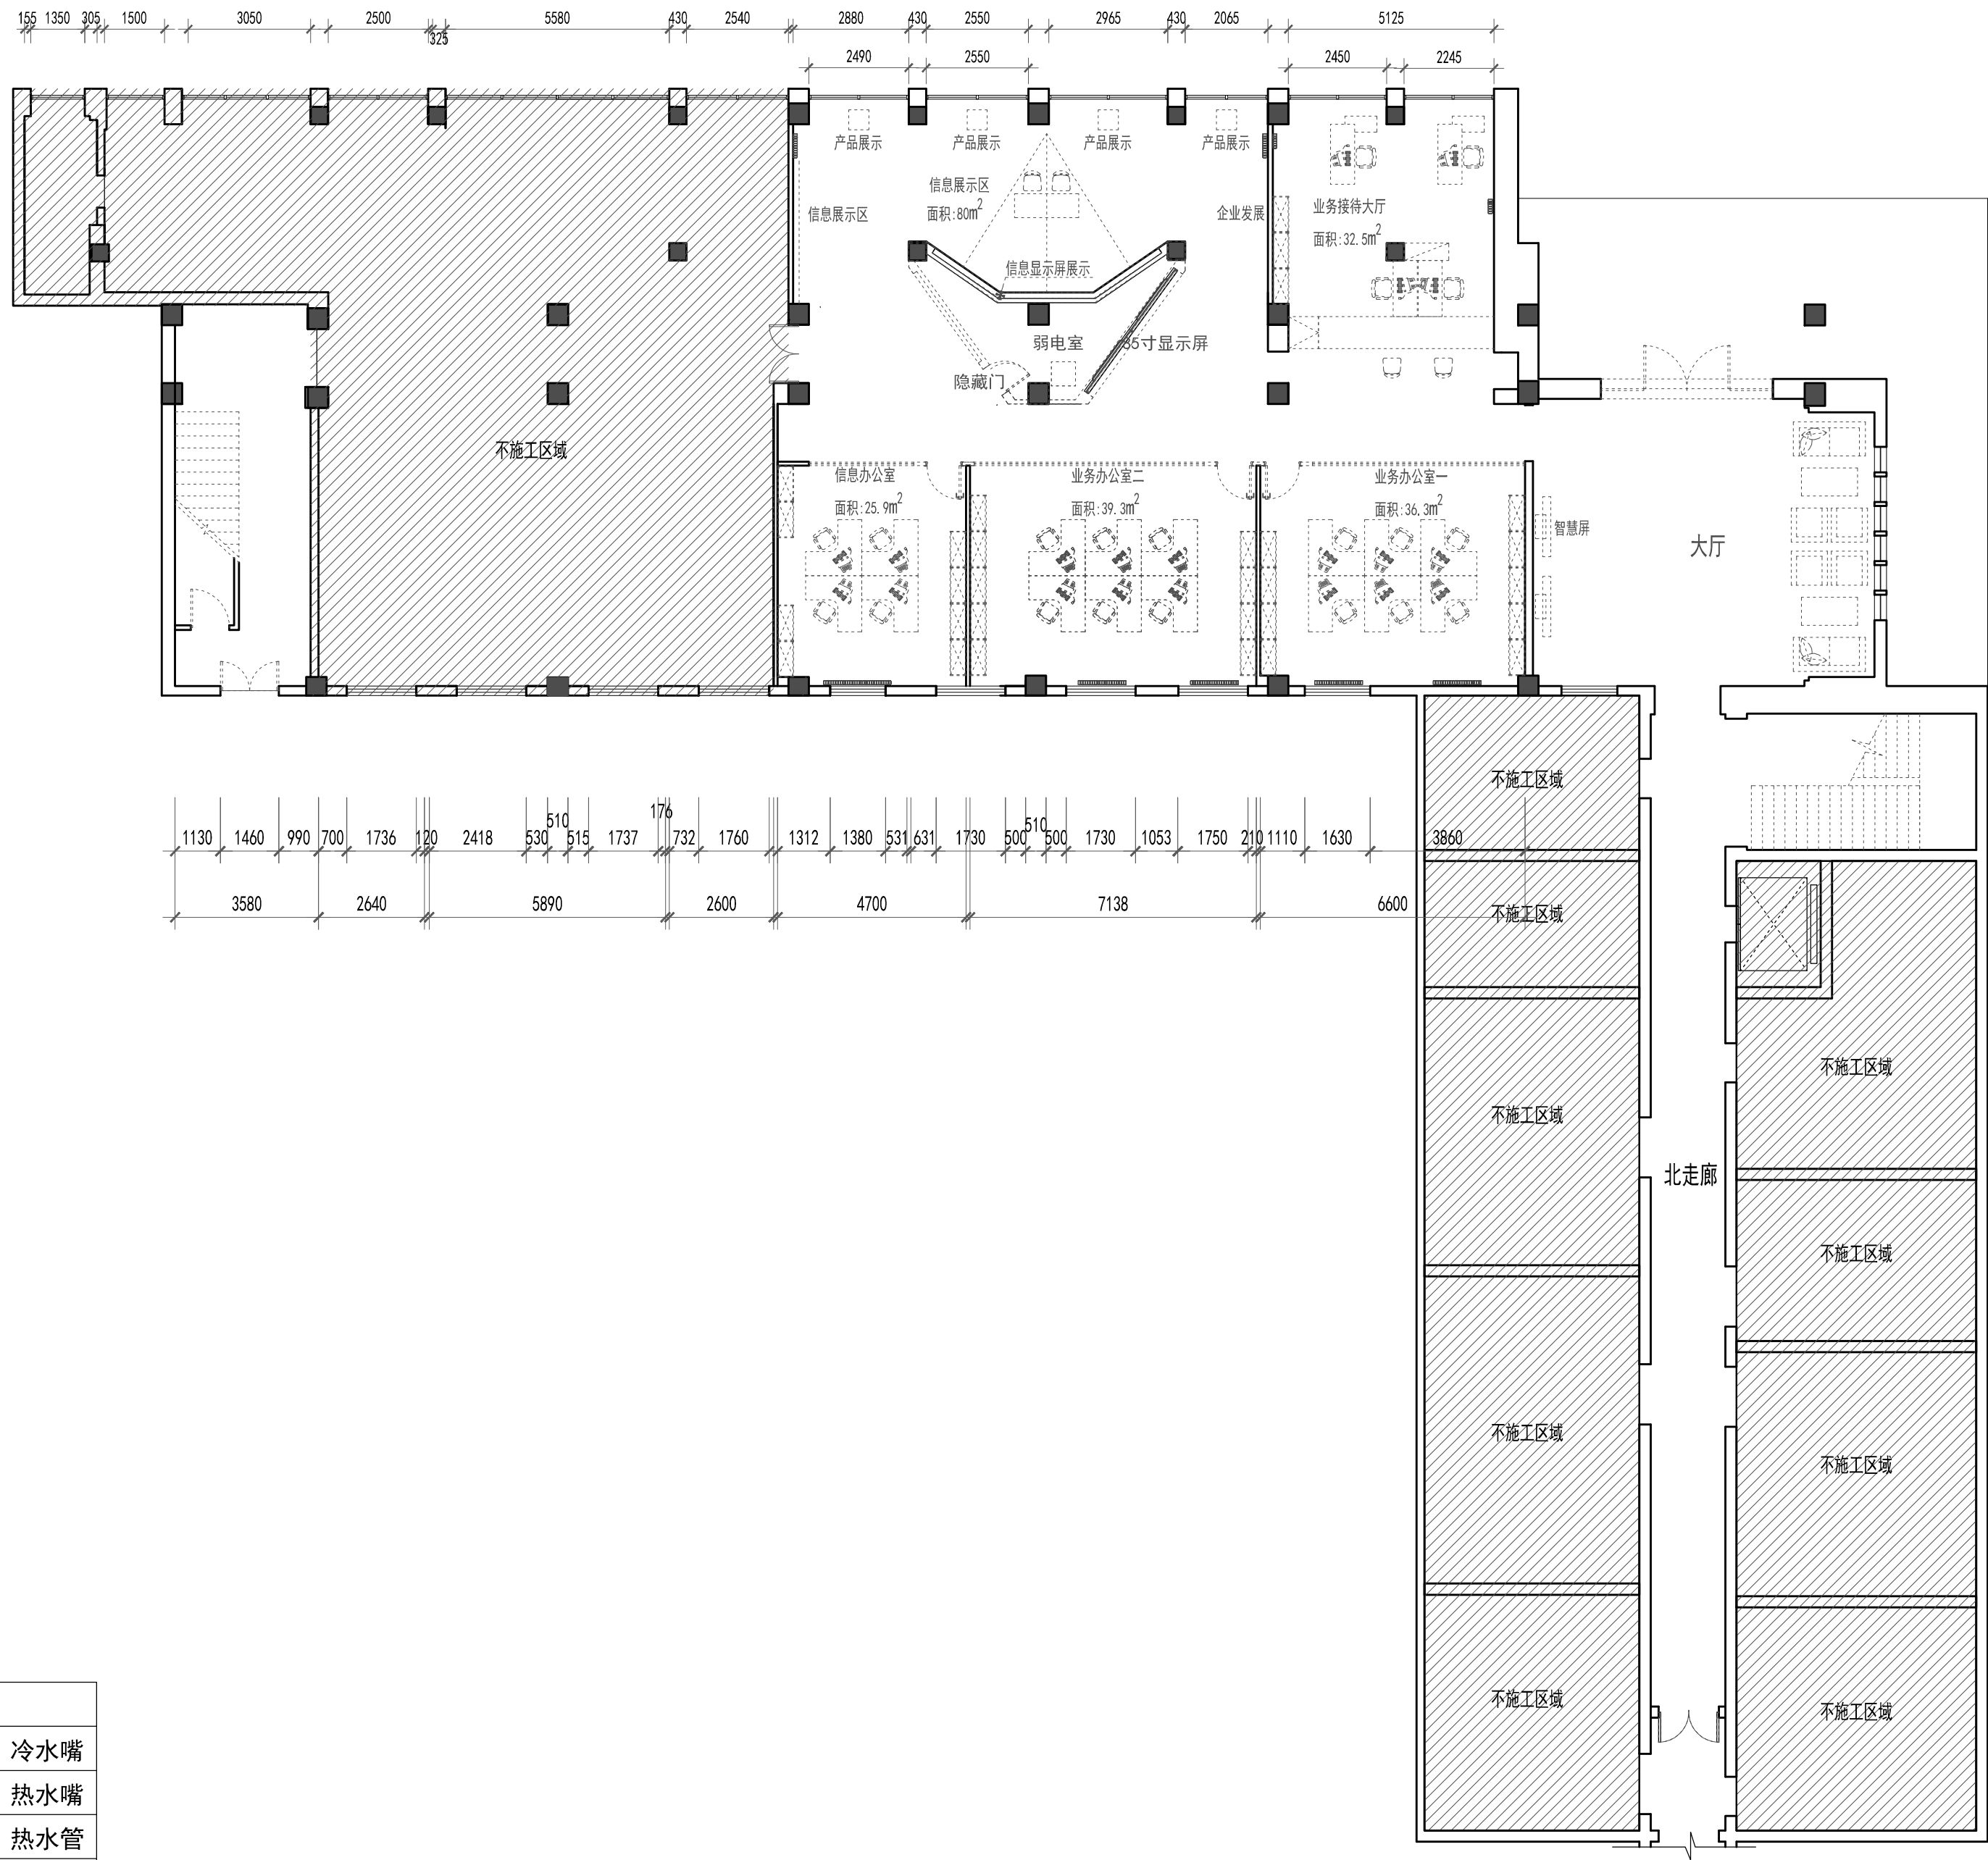 155 1350 305 1500 3050 2500 5580 430 2540 2880 430 2550 2965 430 2065 5125
325
2490 2550 2450 2245
产品展示 产品展示 产品展示 产品展示
信息展示区
面积:80m²
信息展示区
企业发展
业务接待大厅
面积:32.5m²
信息显示屏展示
弱电室
85寸显示屏
隐藏门
不施工区域
信息办公室
面积:25.9m²
业务办公室二
面积:39.3m²
业务办公室一
面积:36.3m²
智慧屏
大厅
不施工区域
510 176 510
1130 1460 990 700 1736 120 2418 530 515 1737 732 1760 1312 1380 531 631 1730 500 500 1730 1053 1750 210 1110 1630 3860
3580 2640 5890 2600 4700 7138 6600
不施工区域
不施工区域
不施工区域
北走廊
不施工区域
不施工区域
不施工区域
不施工区域
不施工区域
冷水嘴
热水嘴
热水管